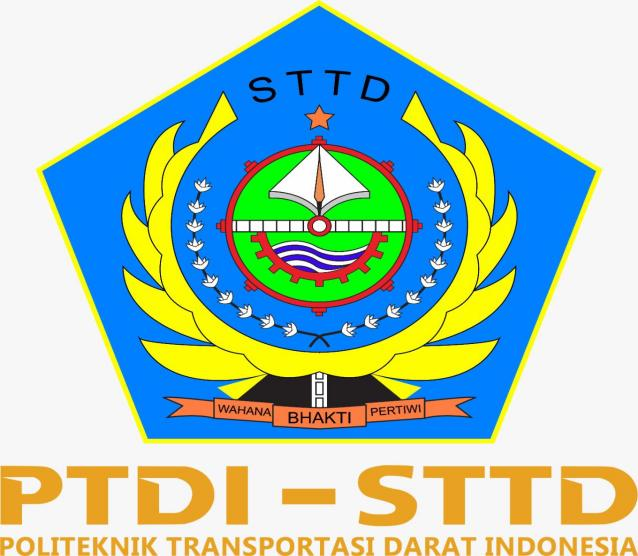 STTD
WAHANA BHAKTI PERTIWI
PTDI – STTD
POLITEKNIK TRANSPORTASI DARAT INDONESIA